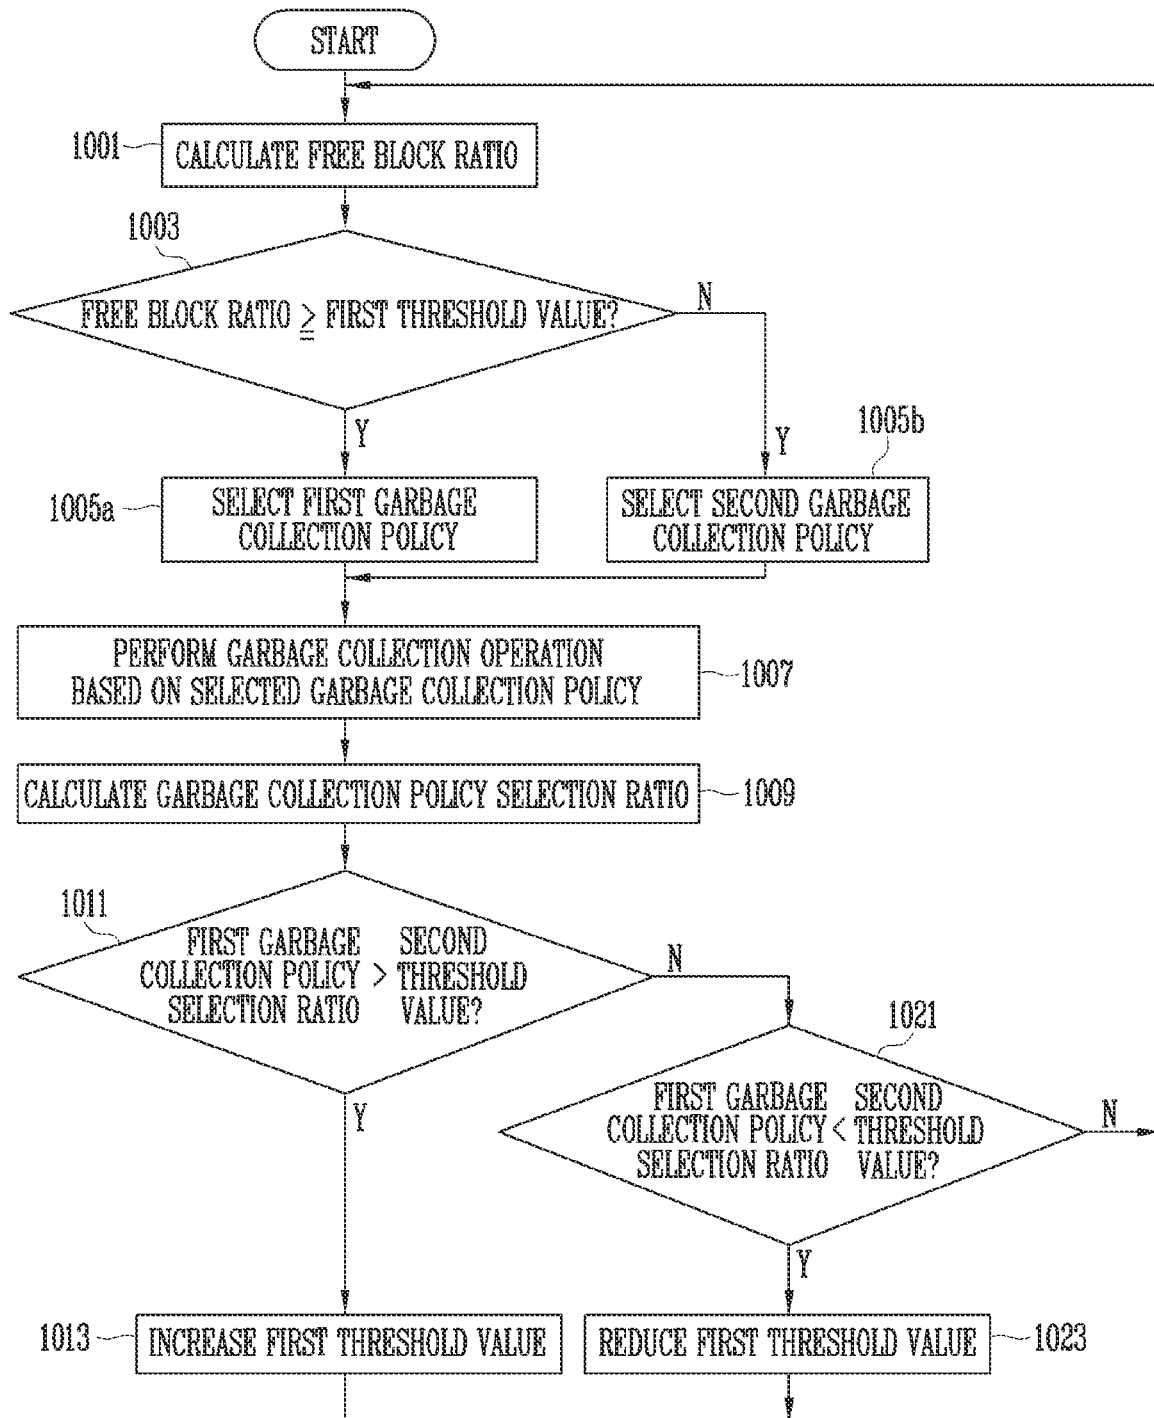 START
1001
CALCULATE FREE BLOCK RATIO
1003
FREE BLOCK RATIO ≧ FIRST THRESHOLD VALUE?
N
Y
Y
1005a
SELECT FIRST GARBAGE
COLLECTION POLICY
1005b
SELECT SECOND GARBAGE
COLLECTION POLICY
PERFORM GARBAGE COLLECTION OPERATION
BASED ON SELECTED GARBAGE COLLECTION POLICY
1007
CALCULATE GARBAGE COLLECTION POLICY SELECTION RATIO
1009
1011
FIRST GARBAGE SECOND
COLLECTION POLICY > THRESHOLD
SELECTION RATIO VALUE?
N
Y
1021
FIRST GARBAGE SECOND
COLLECTION POLICY < THRESHOLD
SELECTION RATIO VALUE?
N
Y
1013
INCREASE FIRST THRESHOLD VALUE
REDUCE FIRST THRESHOLD VALUE
1023